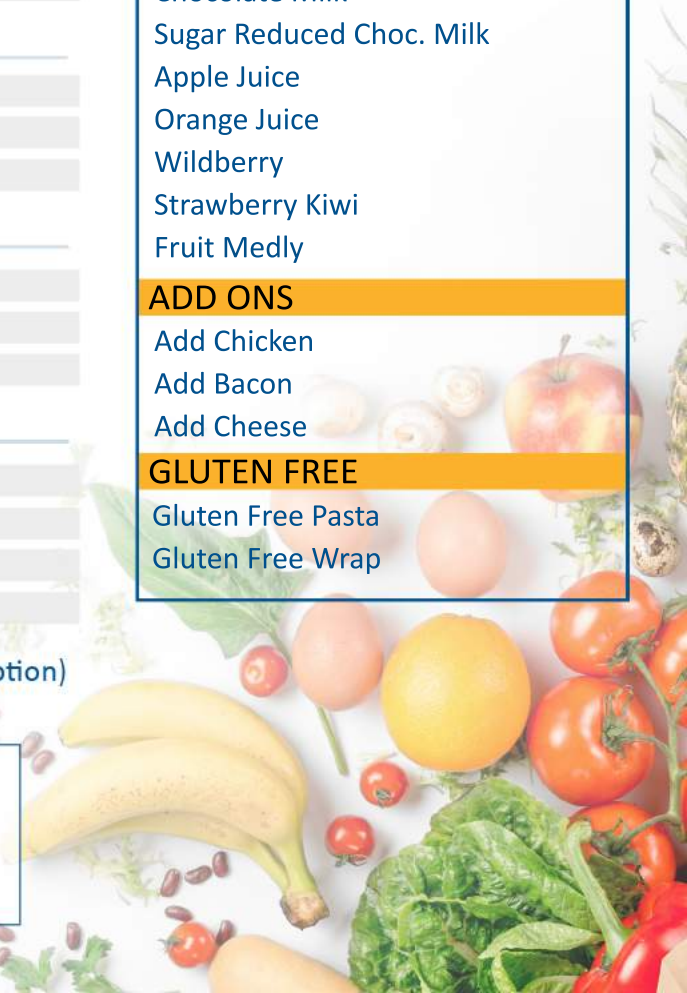 Sugar Reduced Choc. Milk
Apple Juice
Orange Juice
Wildberry
Strawberry Kiwi
Fruit Medly
ADD ONS
Add Chicken
Add Bacon
Add Cheese
GLUTEN FREE
Gluten Free Pasta
Gluten Free Wrap